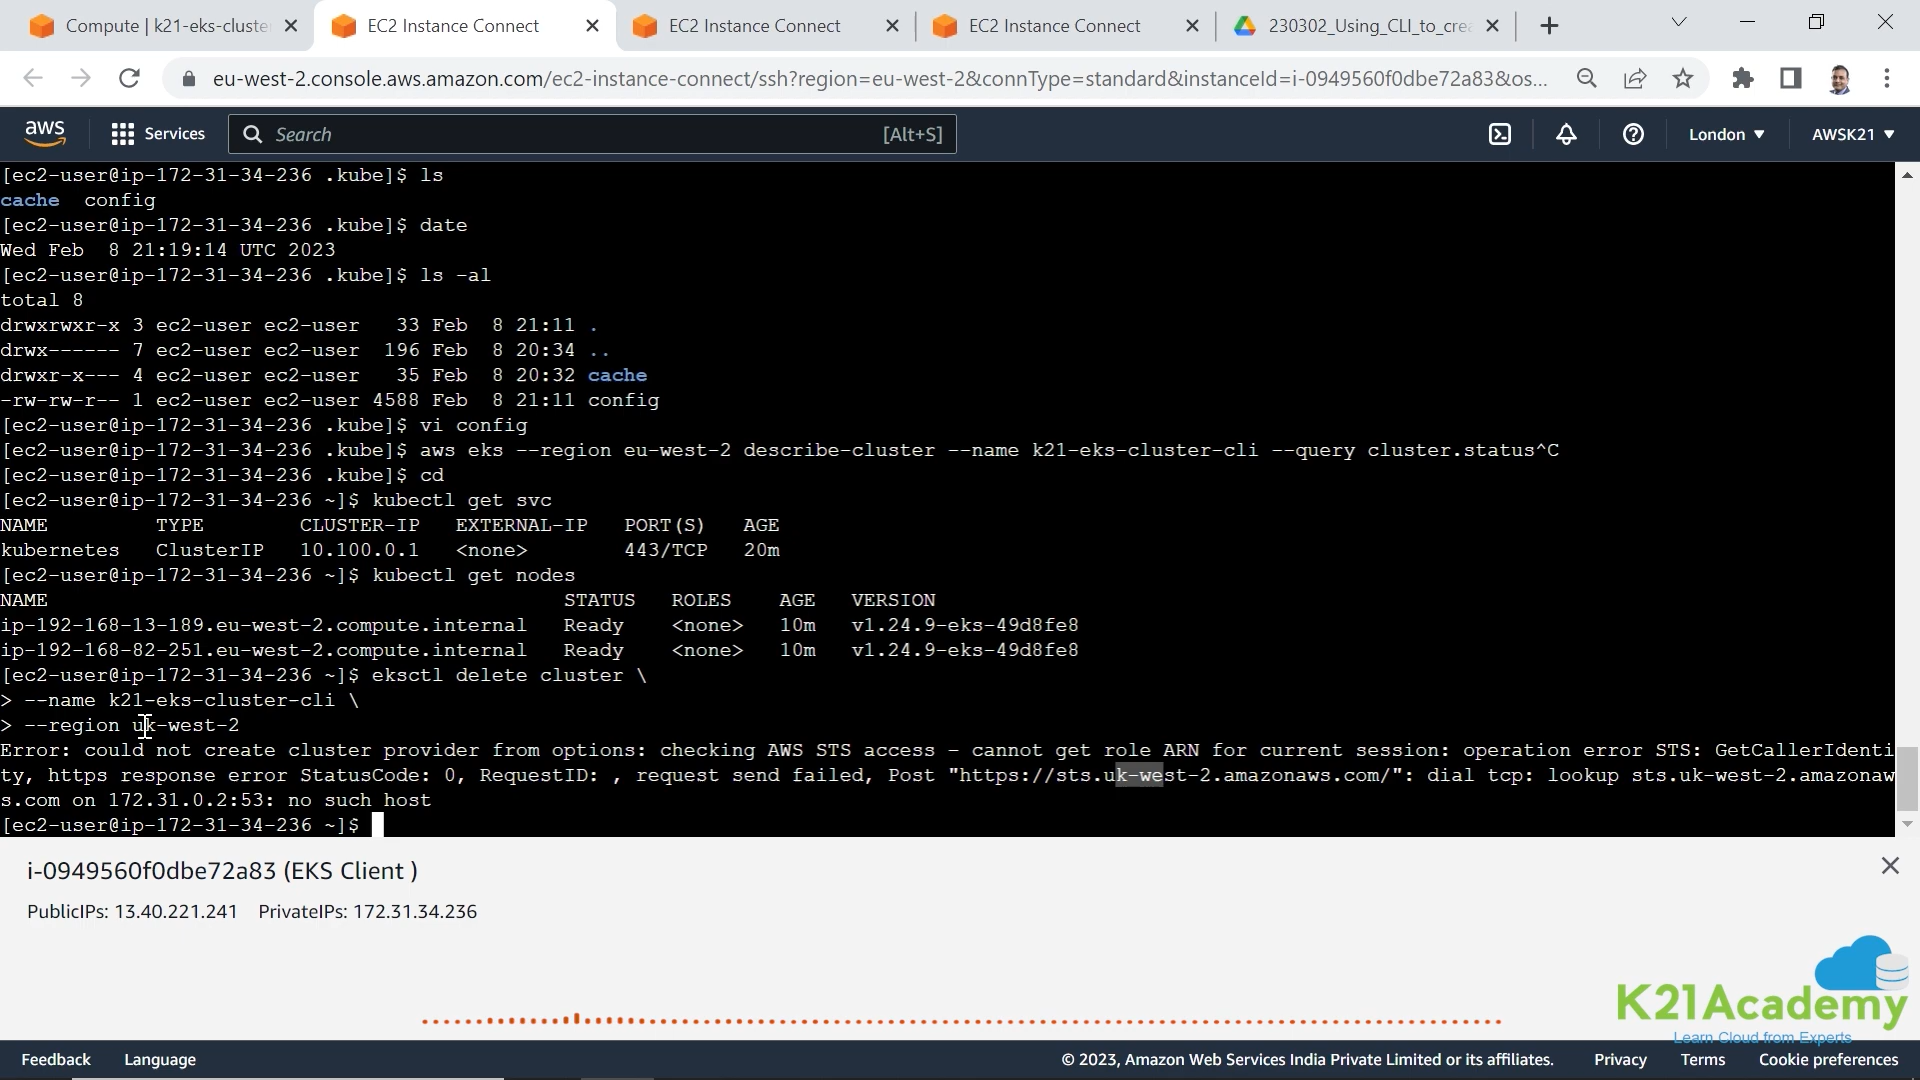 Compute | k21-eks-cluste
EC2 Instance Connect
EC2 Instance Connect
EC2 Instance Connect
230302_Using_CLI_to_crea
eu-west-2.console.aws.amazon.com/ec2-instance-connect/ssh?region=eu-west-2&connType=standard&instanceId=i-0949560f0dbe72a83&os...
aws
Services
Search
[Alt+S]
London
AWSK21
[ec2-user@ip-172-31-34-236 .kube]$ ls
cache  config
[ec2-user@ip-172-31-34-236 .kube]$ date
Wed Feb  8 21:19:14 UTC 2023
[ec2-user@ip-172-31-34-236 .kube]$ ls -al
total 8
drwxrwxr-x 3 ec2-user ec2-user   33 Feb  8 21:11 .
drwx------ 7 ec2-user ec2-user  196 Feb  8 20:34 ..
drwxr-x--- 4 ec2-user ec2-user   35 Feb  8 20:32 cache
-rw-rw-r-- 1 ec2-user ec2-user 4588 Feb  8 21:11 config
[ec2-user@ip-172-31-34-236 .kube]$ vi config
[ec2-user@ip-172-31-34-236 .kube]$ aws eks --region eu-west-2 describe-cluster --name k21-eks-cluster-cli --query cluster.status^C
[ec2-user@ip-172-31-34-236 .kube]$ cd
[ec2-user@ip-172-31-34-236 ~]$ kubectl get svc
NAME         TYPE        CLUSTER-IP   EXTERNAL-IP   PORT(S)   AGE
kubernetes   ClusterIP   10.100.0.1   <none>        443/TCP   20m
[ec2-user@ip-172-31-34-236 ~]$ kubectl get nodes
NAME                                           STATUS   ROLES    AGE   VERSION
ip-192-168-13-189.eu-west-2.compute.internal   Ready    <none>   10m   v1.24.9-eks-49d8fe8
ip-192-168-82-251.eu-west-2.compute.internal   Ready    <none>   10m   v1.24.9-eks-49d8fe8
[ec2-user@ip-172-31-34-236 ~]$ eksctl delete cluster \
> --name k21-eks-cluster-cli \
> --region uk-west-2
Error: could not create cluster provider from options: checking AWS STS access - cannot get role ARN for current session: operation error STS: GetCallerIdenti
ty, https response error StatusCode: 0, RequestID: , request send failed, Post "https://sts.uk-west-2.amazonaws.com/": dial tcp: lookup sts.uk-west-2.amazonaw
s.com on 172.31.0.2:53: no such host
[ec2-user@ip-172-31-34-236 ~]$
i-0949560f0dbe72a83 (EKS Client )
PublicIPs: 13.40.221.241   PrivateIPs: 172.31.34.236
K21Academy
Learn Cloud from Experts
Feedback
Language
© 2023, Amazon Web Services India Private Limited or its affiliates.
Privacy
Terms
Cookie preferences